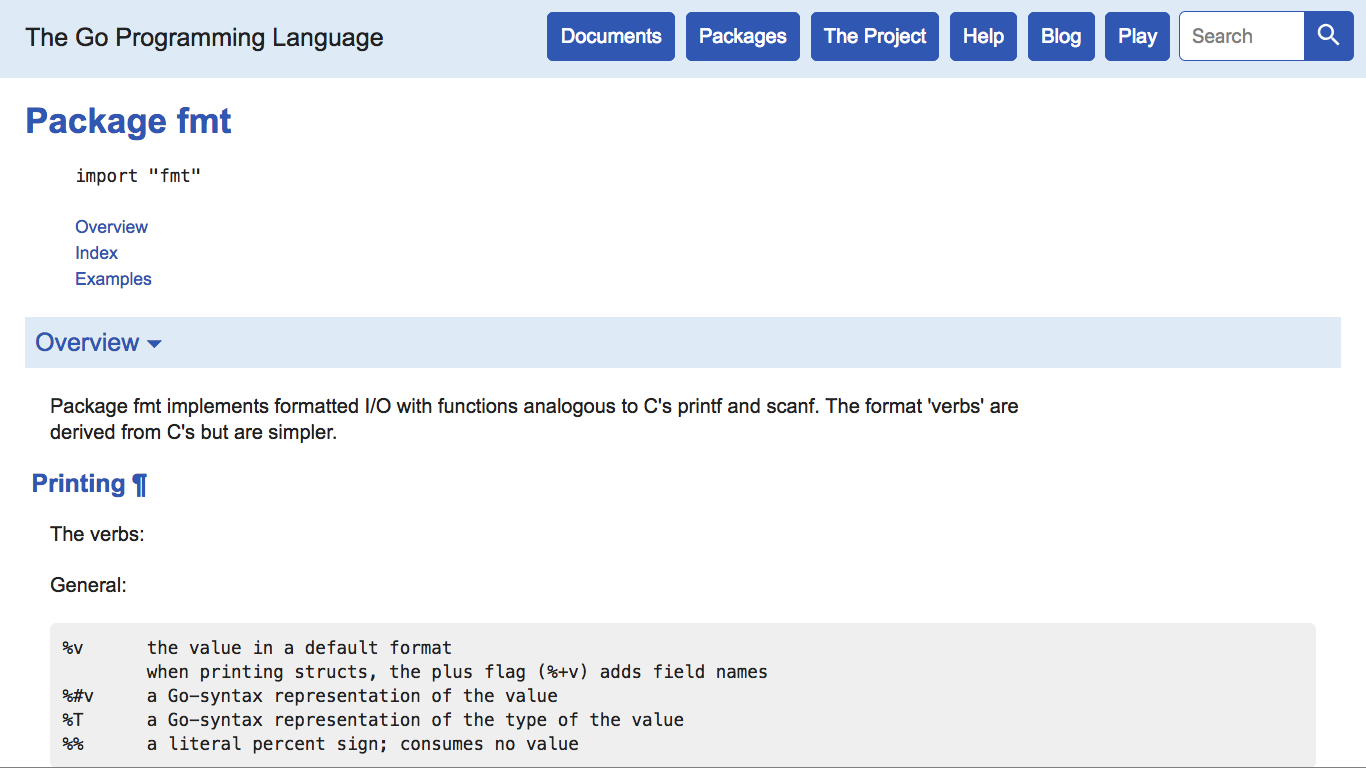 The Go Programming Language
Documents Packages The Project Help Blog Play Search
Package fmt
import "fmt"
Overview
Index
Examples
Overview
Package fmt implements formatted I/O with functions analogous to C's printf and scanf. The format 'verbs' are
derived from C's but are simpler.
Printing ¶
The verbs:
General:
%v the value in a default format
when printing structs, the plus flag (%+v) adds field names
%#v a Go-syntax representation of the value
%T a Go-syntax representation of the type of the value
%% a literal percent sign; consumes no value